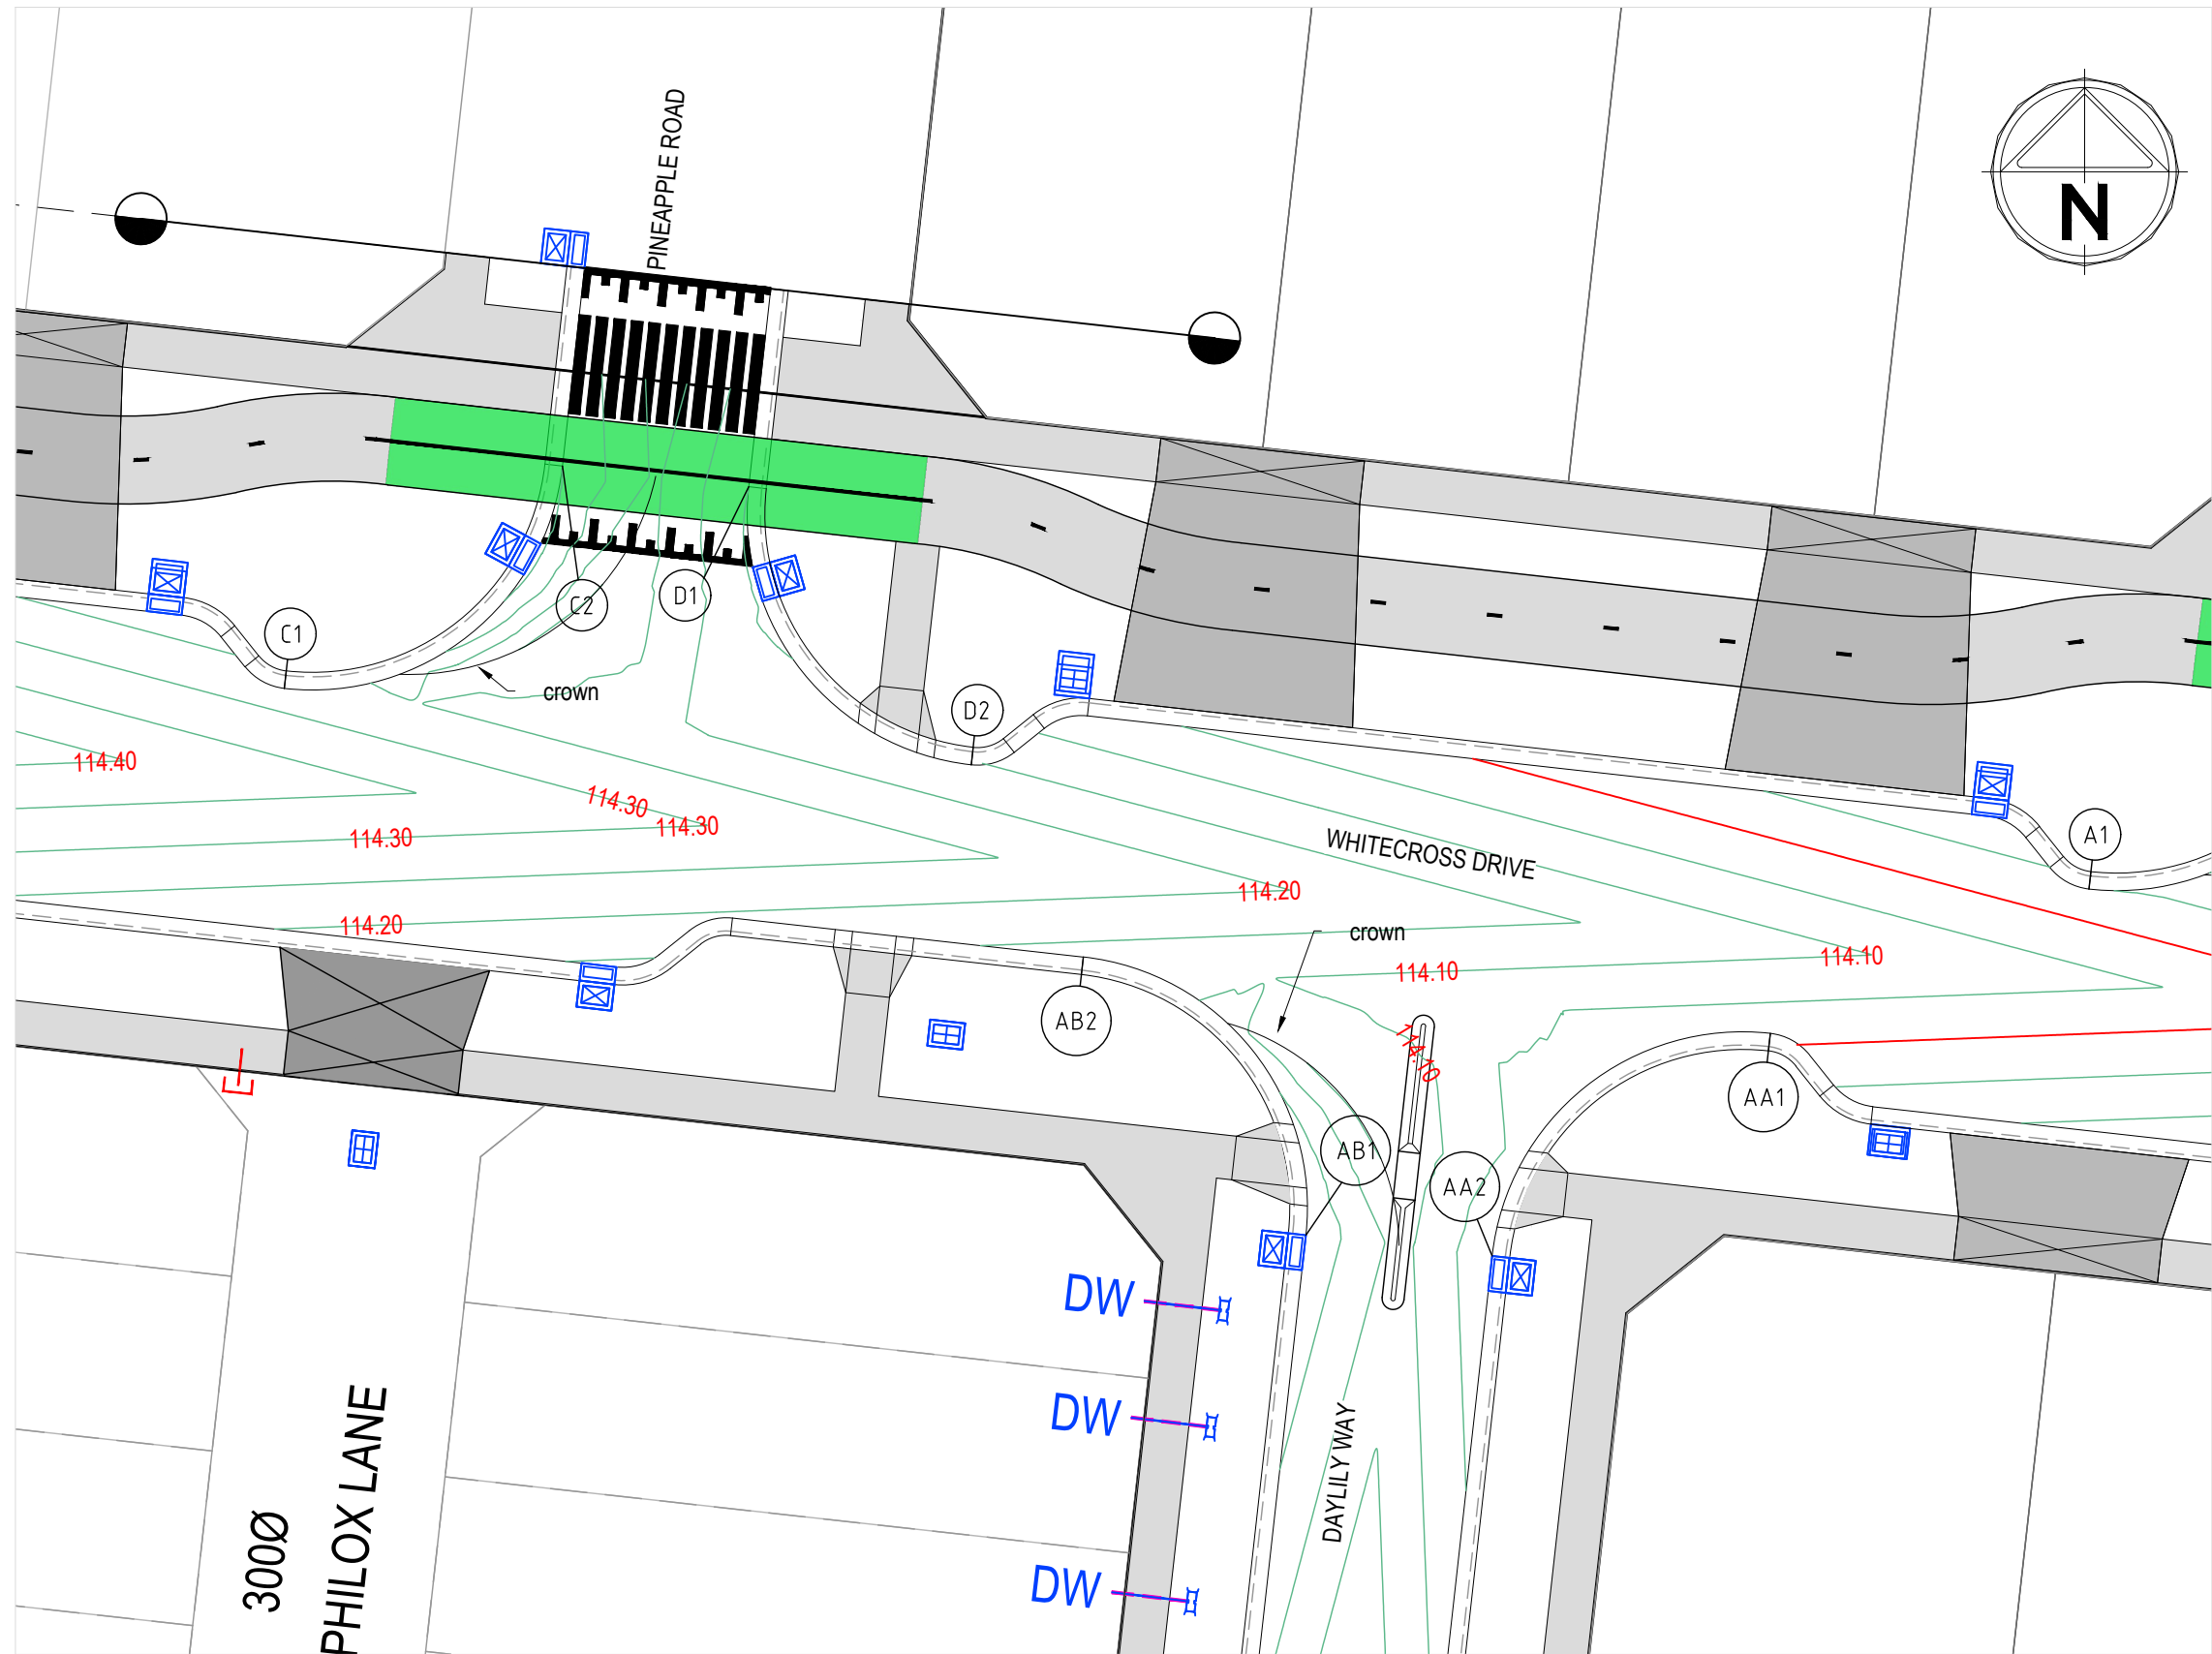 PINEAPPLE ROAD
N
C2
D1
C1
crown
D2
114.40
114.30
114.30
114.30
WHITECROSS DRIVE
A1
114.20
114.20
crown
114.10
114.10
AB2
114.10
AA1
AB1
AA2
DW
DW
DAYLILY WAY
DW
300Ø
PHILOX LANE